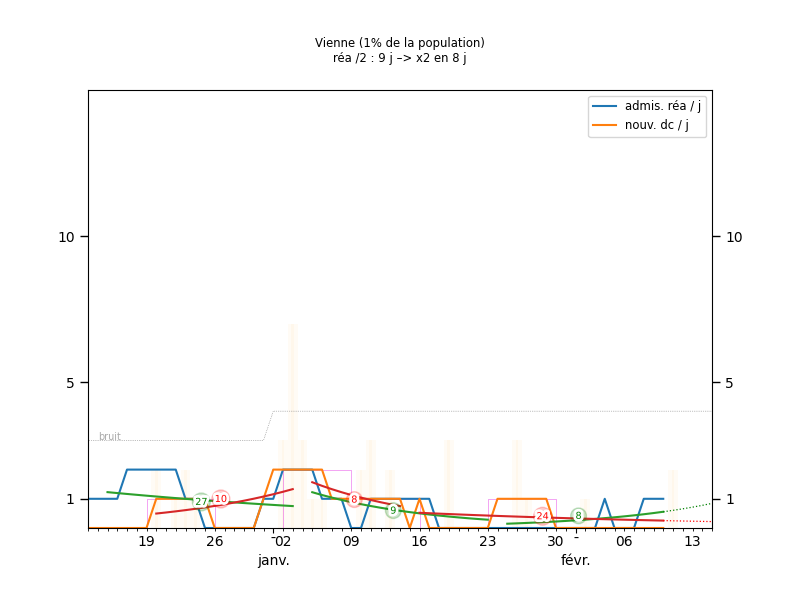 Vienne (1% de la population)
réa /2 : 9 j –> x2 en 8 j
admis. réa / j
nouv. dc / j
10 10
5 5
bruit
1 1
27 10 8 9 24 8
19 26 02 09 16 23 30 06 13
janv. févr.